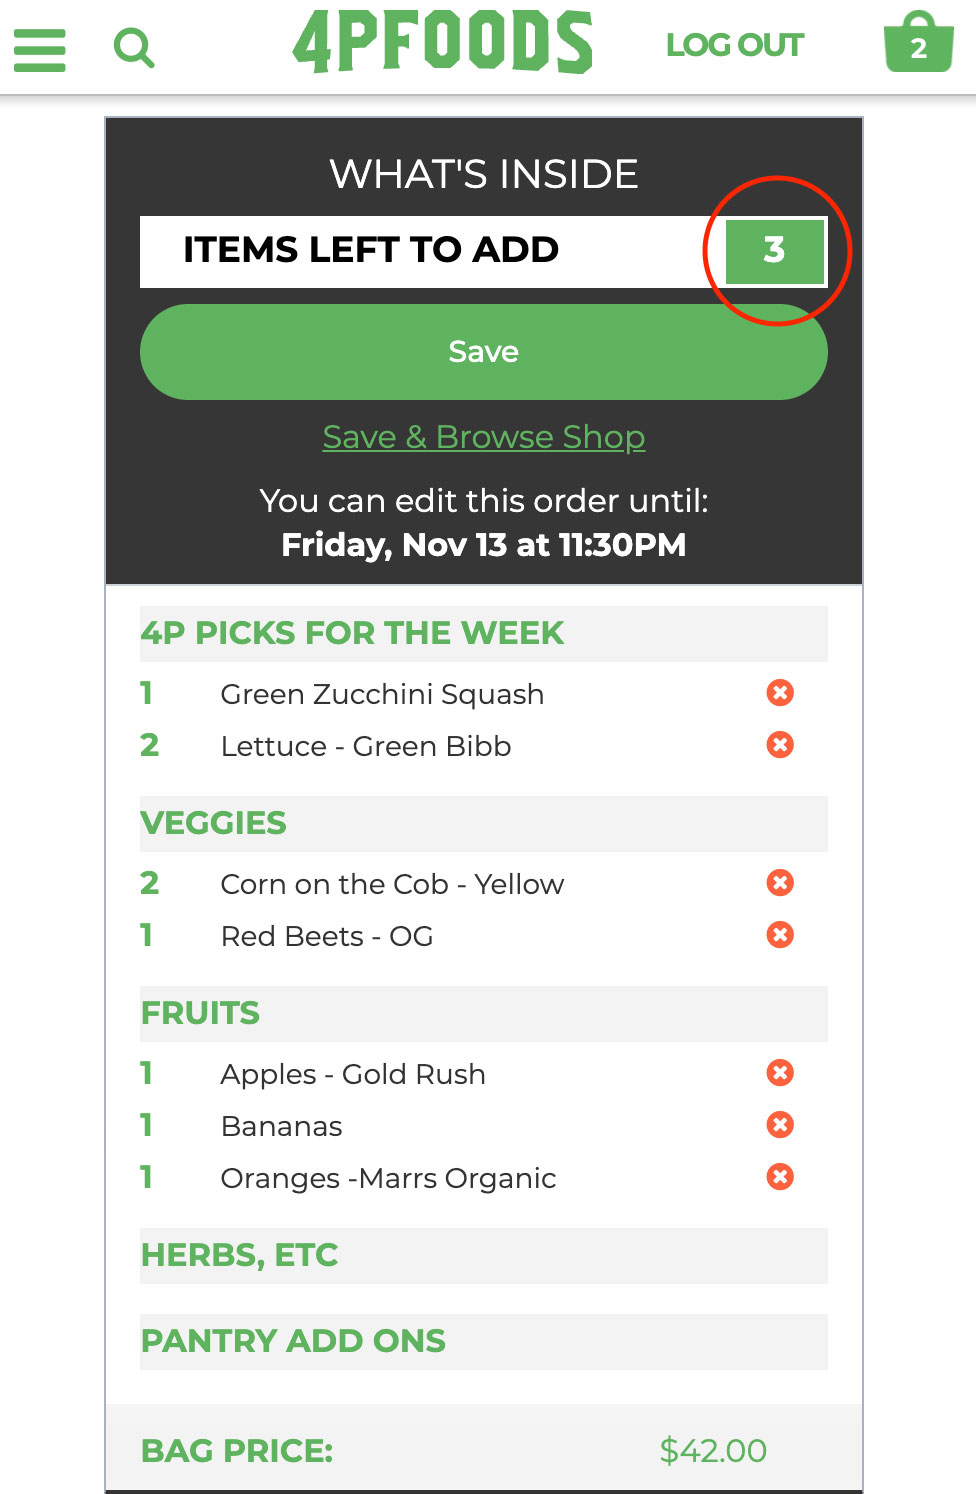 4PFOODS
LOG OUT
2
WHAT'S INSIDE
ITEMS LEFT TO ADD 3
Save
Save & Browse Shop
You can edit this order until:
Friday, Nov 13 at 11:30PM
4P PICKS FOR THE WEEK
1 Green Zucchini Squash
2 Lettuce - Green Bibb
VEGGIES
2 Corn on the Cob - Yellow
1 Red Beets - OG
FRUITS
1 Apples - Gold Rush
1 Bananas
1 Oranges -Marrs Organic
HERBS, ETC
PANTRY ADD ONS
BAG PRICE: $42.00